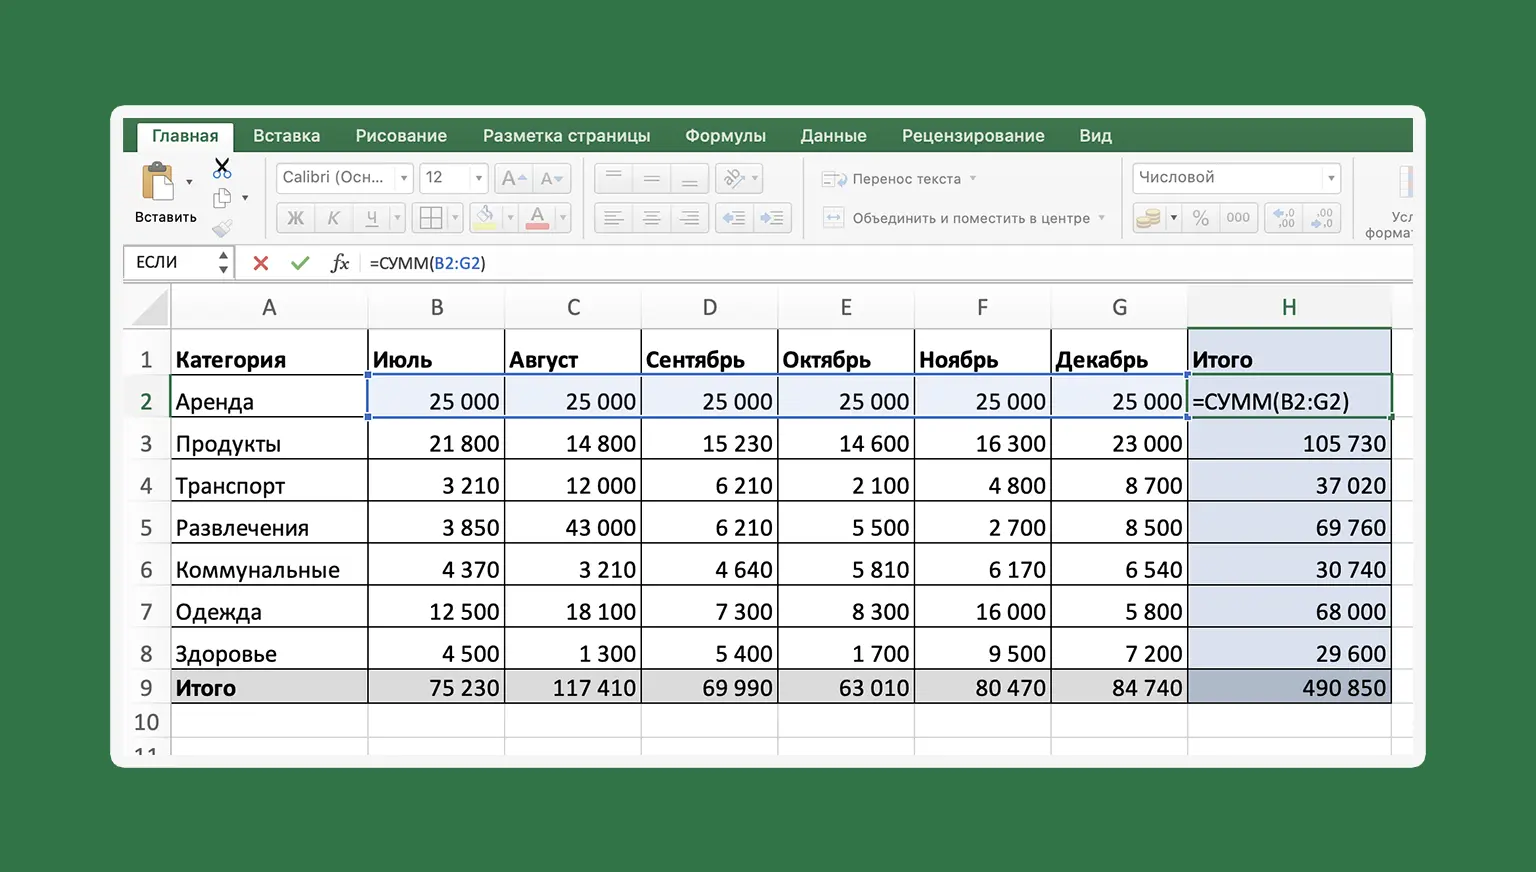 Главная Вставка Рисование Разметка страницы Формулы Данные Рецензирование Вид
Calibri (Осн... 12 A A Перенос текста Числовой
Вставить Ж К Ч А Объединить и поместить в центре % 000 ,0 ,00 ,00 ,0 Усл
формат
ЕСЛИ fx =СУММ(B2:G2)
A B C D E F G H
1 Категория Июль Август Сентябрь Октябрь Ноябрь Декабрь Итого
2 Аренда 25 000 25 000 25 000 25 000 25 000 25 000 =СУММ(B2:G2)
3 Продукты 21 800 14 800 15 230 14 600 16 300 23 000 105 730
4 Транспорт 3 210 12 000 6 210 2 100 4 800 8 700 37 020
5 Развлечения 3 850 43 000 6 210 5 500 2 700 8 500 69 760
6 Коммунальные 4 370 3 210 4 640 5 810 6 170 6 540 30 740
7 Одежда 12 500 18 100 7 300 8 300 16 000 5 800 68 000
8 Здоровье 4 500 1 300 5 400 1 700 9 500 7 200 29 600
9 Итого 75 230 117 410 69 990 63 010 80 470 84 740 490 850
10
11